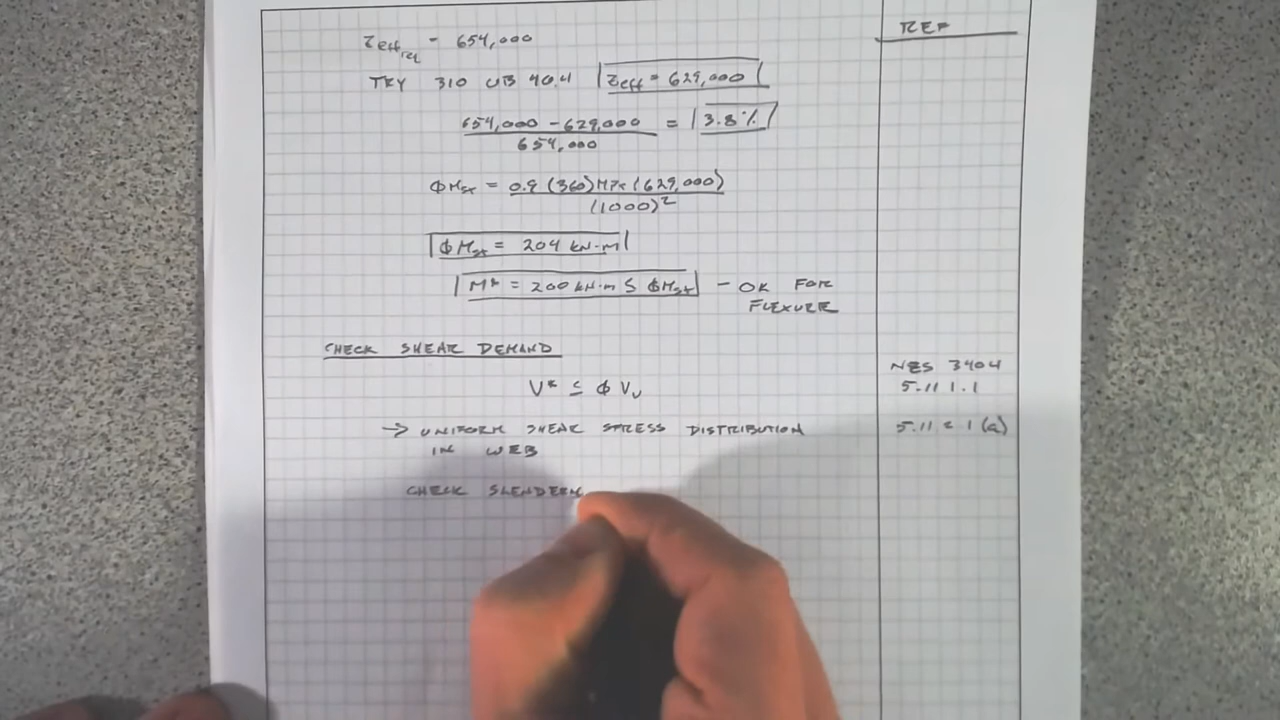 REF
Zeff req = 654,000
TRY 310 UB 40.4 Zeff = 629,000
654,000 - 629,000 = 3.8%
654,000
ϕMsx = 0.9 (360) MPa (629,000)
(1000)²
ϕMsx = 204 kN·m
M* = 200 kN·m ≤ ϕMsx - OK FOR
FLEXURE
CHECK SHEAR DEMAND
NZS 3404
V* ≤ ϕ Vv
5.11.1.1
→ UNIFORM SHEAR STRESS DISTRIBUTION
5.11.2.1(a)
IN WEB
CHECK SLENDERN